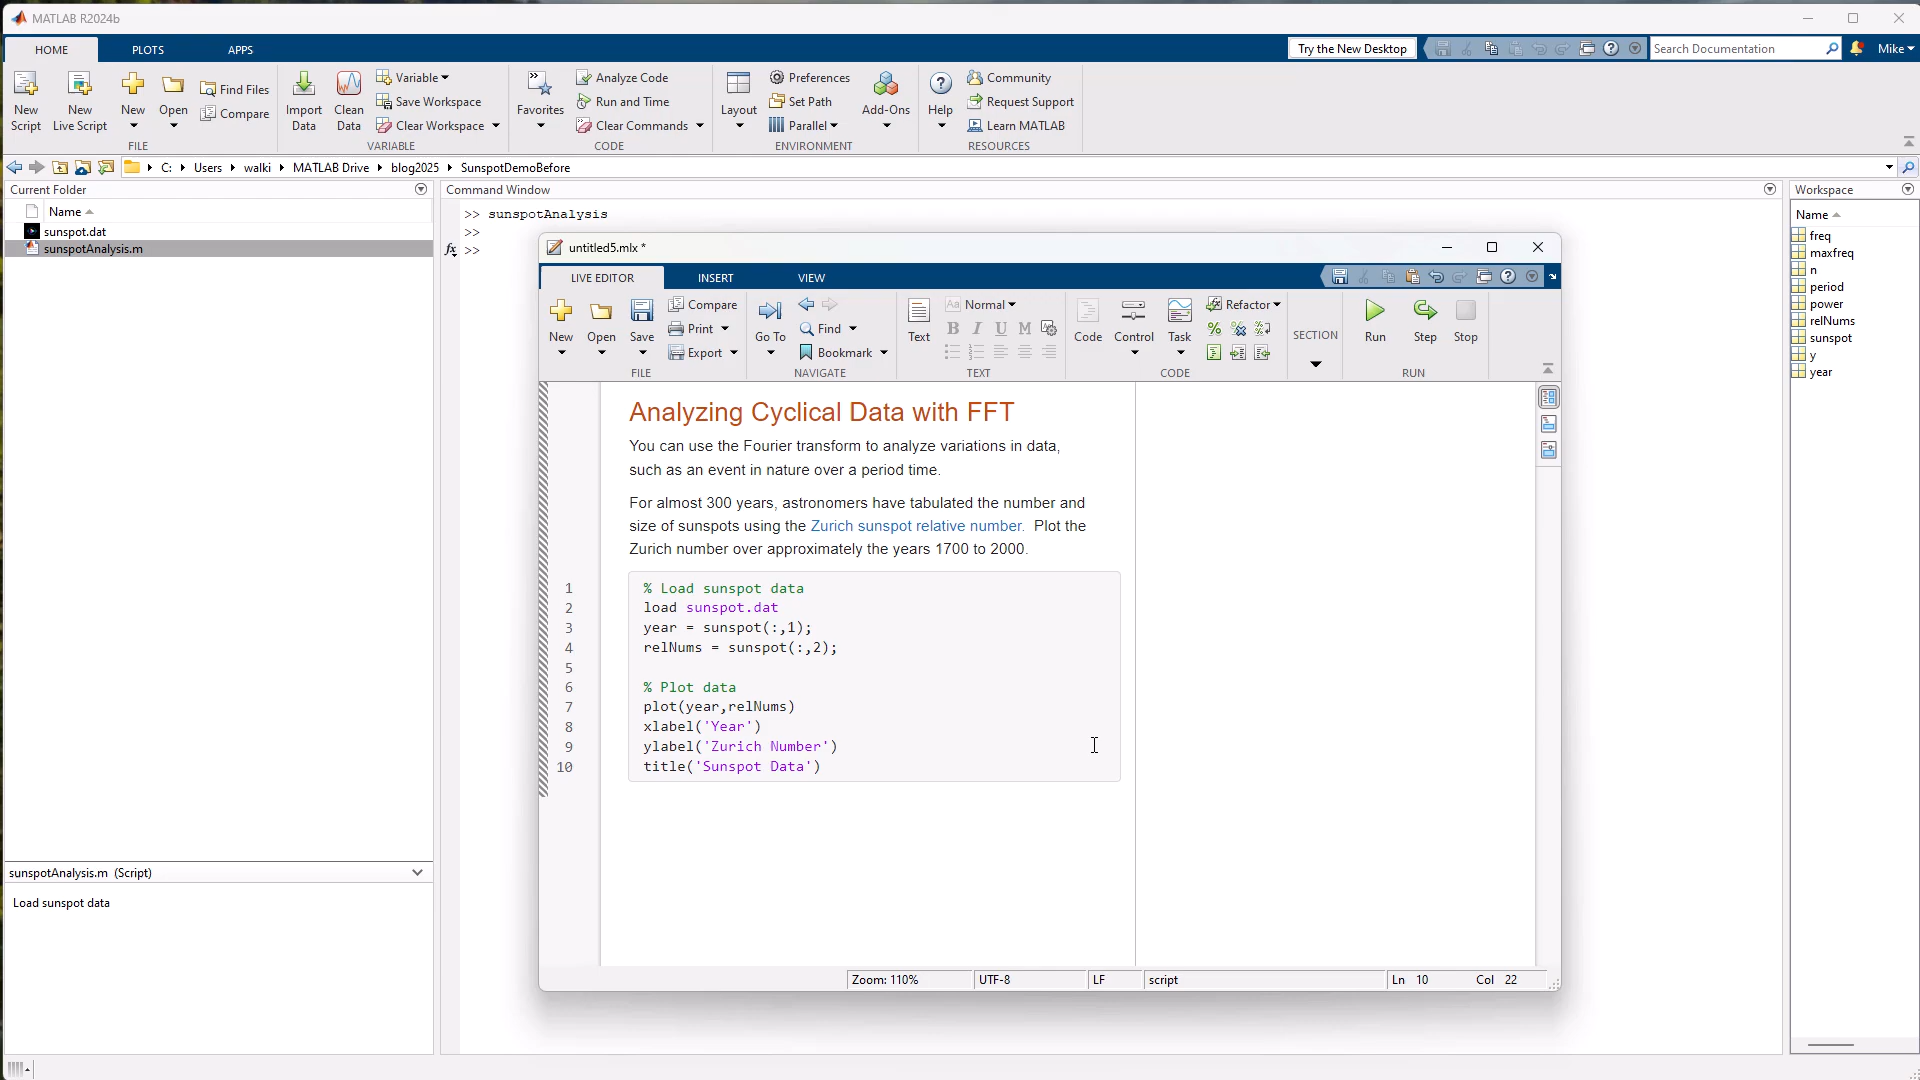 MATLAB R2024b
HOME
PLOTS
APPS
Try the New Desktop
Search Documentation
Mike
New Script
New Live Script
New
Open
Find Files
Compare
Import Data
Clean Data
Variable
Save Workspace
Clear Workspace
Favorites
Analyze Code
Run and Time
Clear Commands
Layout
Preferences
Set Path
Parallel
Add-Ons
Help
Community
Request Support
Learn MATLAB
FILE
VARIABLE
CODE
ENVIRONMENT
RESOURCES
C: Users walki MATLAB Drive blog2025 SunspotDemoBefore
Current Folder
Name
sunspot.dat
sunspotAnalysis.m
Command Window
>> sunspotAnalysis
>>
fx >>
untitled5.mlx *
LIVE EDITOR
INSERT
VIEW
New
Open
Save
Compare
Print
Export
Go To
Find
Bookmark
Text
Aa Normal
B I U M
Code
Control
Task
Refactor
SECTION
Run
Step
Stop
FILE
NAVIGATE
TEXT
CODE
RUN
Analyzing Cyclical Data with FFT
You can use the Fourier transform to analyze variations in data,
such as an event in nature over a period time.
For almost 300 years, astronomers have tabulated the number and
size of sunspots using the Zurich sunspot relative number. Plot the
Zurich number over approximately the years 1700 to 2000.
1 % Load sunspot data
2 load sunspot.dat
3 year = sunspot(:,1);
4 relNums = sunspot(:,2);
5
6 % Plot data
7 plot(year,relNums)
8 xlabel('Year')
9 ylabel('Zurich Number')
10 title('Sunspot Data')
Zoom: 110%
UTF-8
LF
script
Ln 10
Col 22
Workspace
Name
freq
maxfreq
n
period
power
relNums
sunspot
y
year
sunspotAnalysis.m (Script)
Load sunspot data